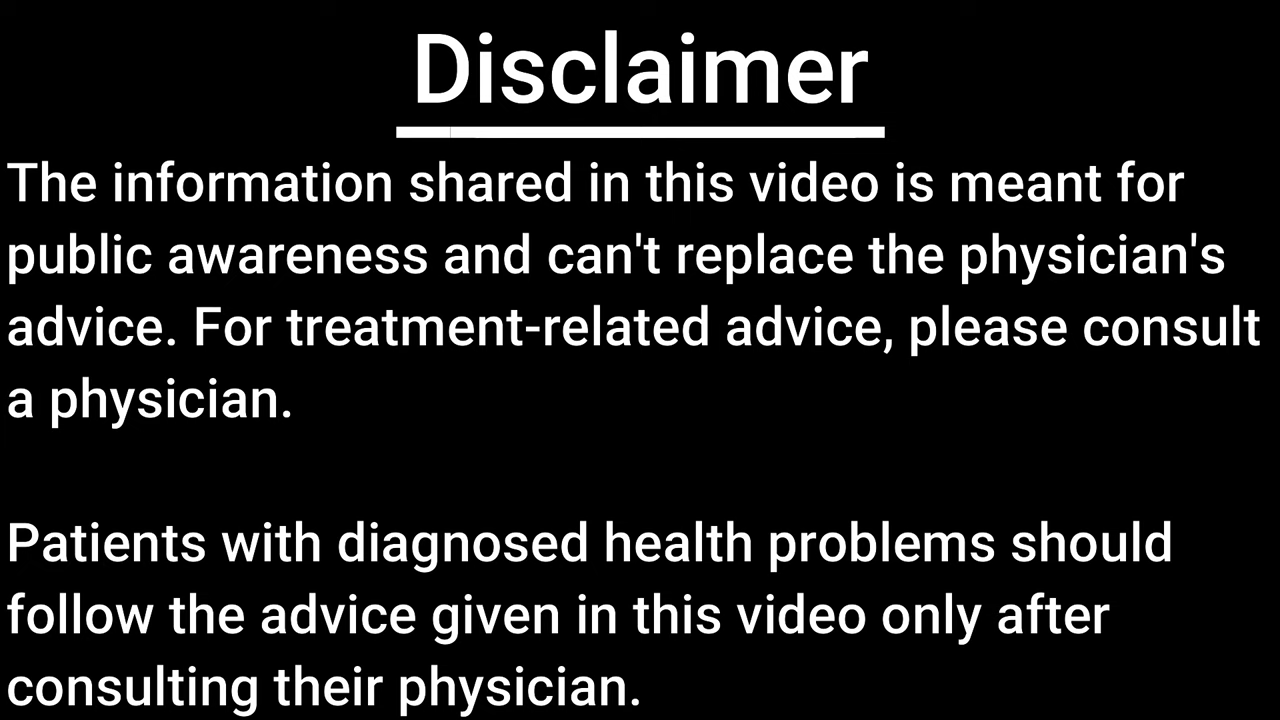 Disclaimer
The information shared in this video is meant for
public awareness and can't replace the physician's
advice. For treatment-related advice, please consult
a physician.
Patients with diagnosed health problems should
follow the advice given in this video only after
consulting their physician.